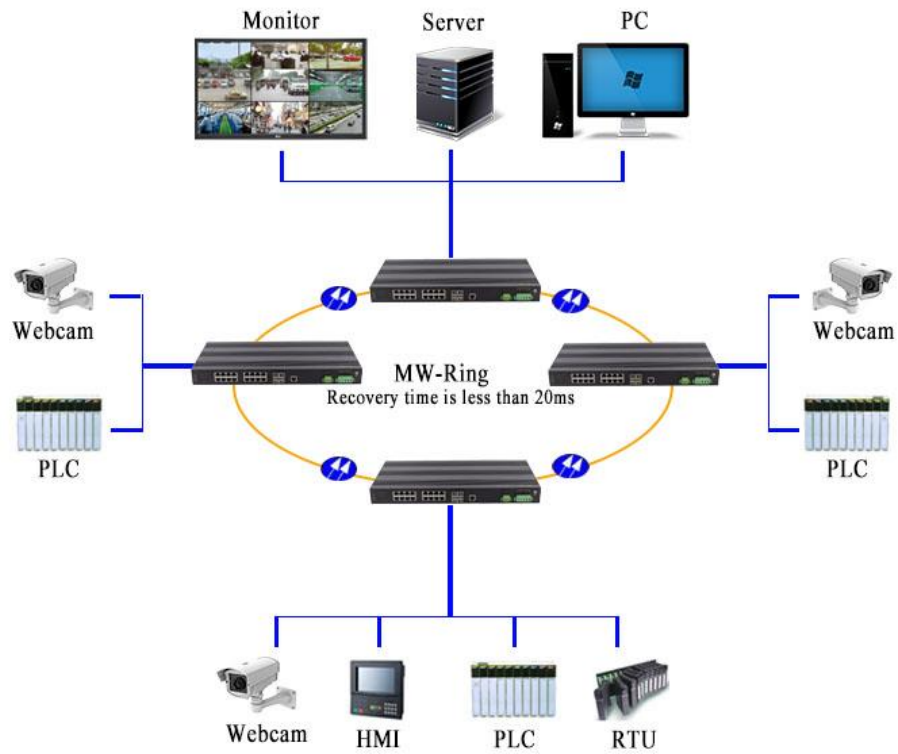 Monitor
Server
PC
Webcam
Webcam
MW-Ring
Recovery time is less than 20ms
PLC
PLC
Webcam
HMI
PLC
RTU